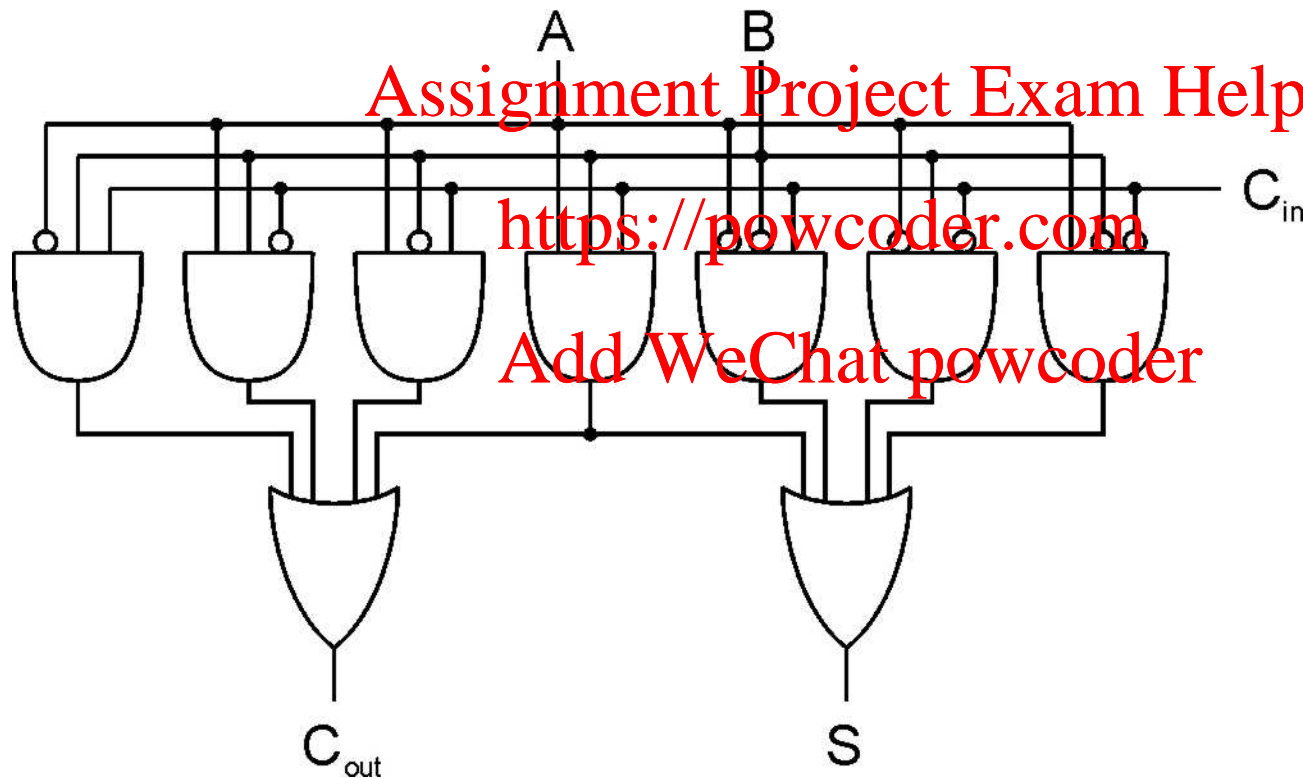 A B
Assignment Project Exam Help
C in
https://powcoder.com
Add WeChat powcoder
C out S